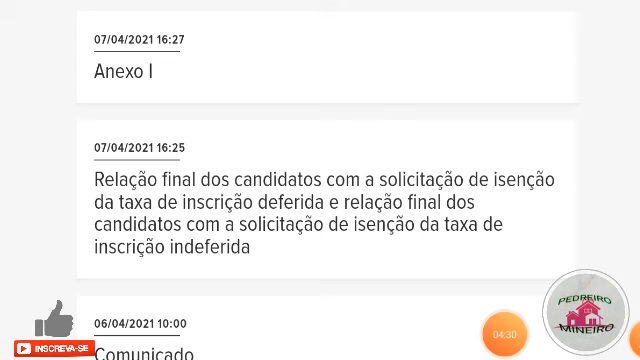 07/04/2021 16:27
Anexo I
07/04/2021 16:25
Relação final dos candidatos com a solicitação de isenção
da taxa de inscrição deferida e relação final dos
candidatos com a solicitação de isenção da taxa de
inscrição indeferida
06/04/2021 10:00
Comunicado
INSCREVA-SE
04:30
PEDREIRO
MINEIRO